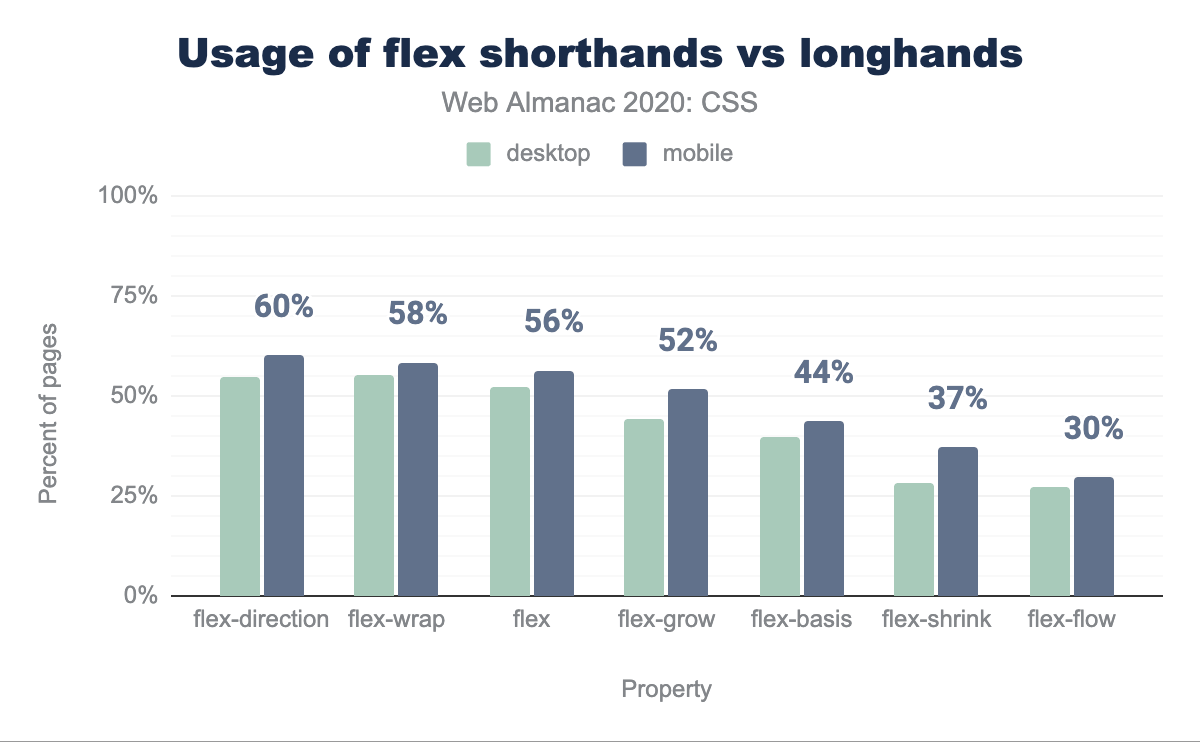 Usage of flex shorthands vs longhands
Web Almanac 2020: CSS
desktop mobile
100%
75%
50%
25%
0%
Percent of pages
60% 58% 56% 52% 44% 37% 30%
flex-direction flex-wrap flex flex-grow flex-basis flex-shrink flex-flow
Property